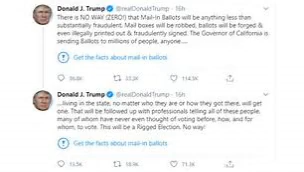 Donald J. Trump @realDonaldTrump · 16h
There is NO WAY (ZERO!) that Mail-In Ballots will be anything less than
substantially fraudulent. Mail boxes will be robbed, ballots will be forged &
even illegally printed out & fraudulently signed. The Governor of California is
sending Ballots to millions of people, anyone.....
Get the facts about mail-in ballots
Donald J. Trump @realDonaldTrump · 16h
....living in the state, no matter who they are or how they got there, will get
one. That will be followed up with professionals telling all of these people,
many of whom have never even thought of voting before, how, and for
whom, to vote. This will be a Rigged Election. No way!
Get the facts about mail-in ballots